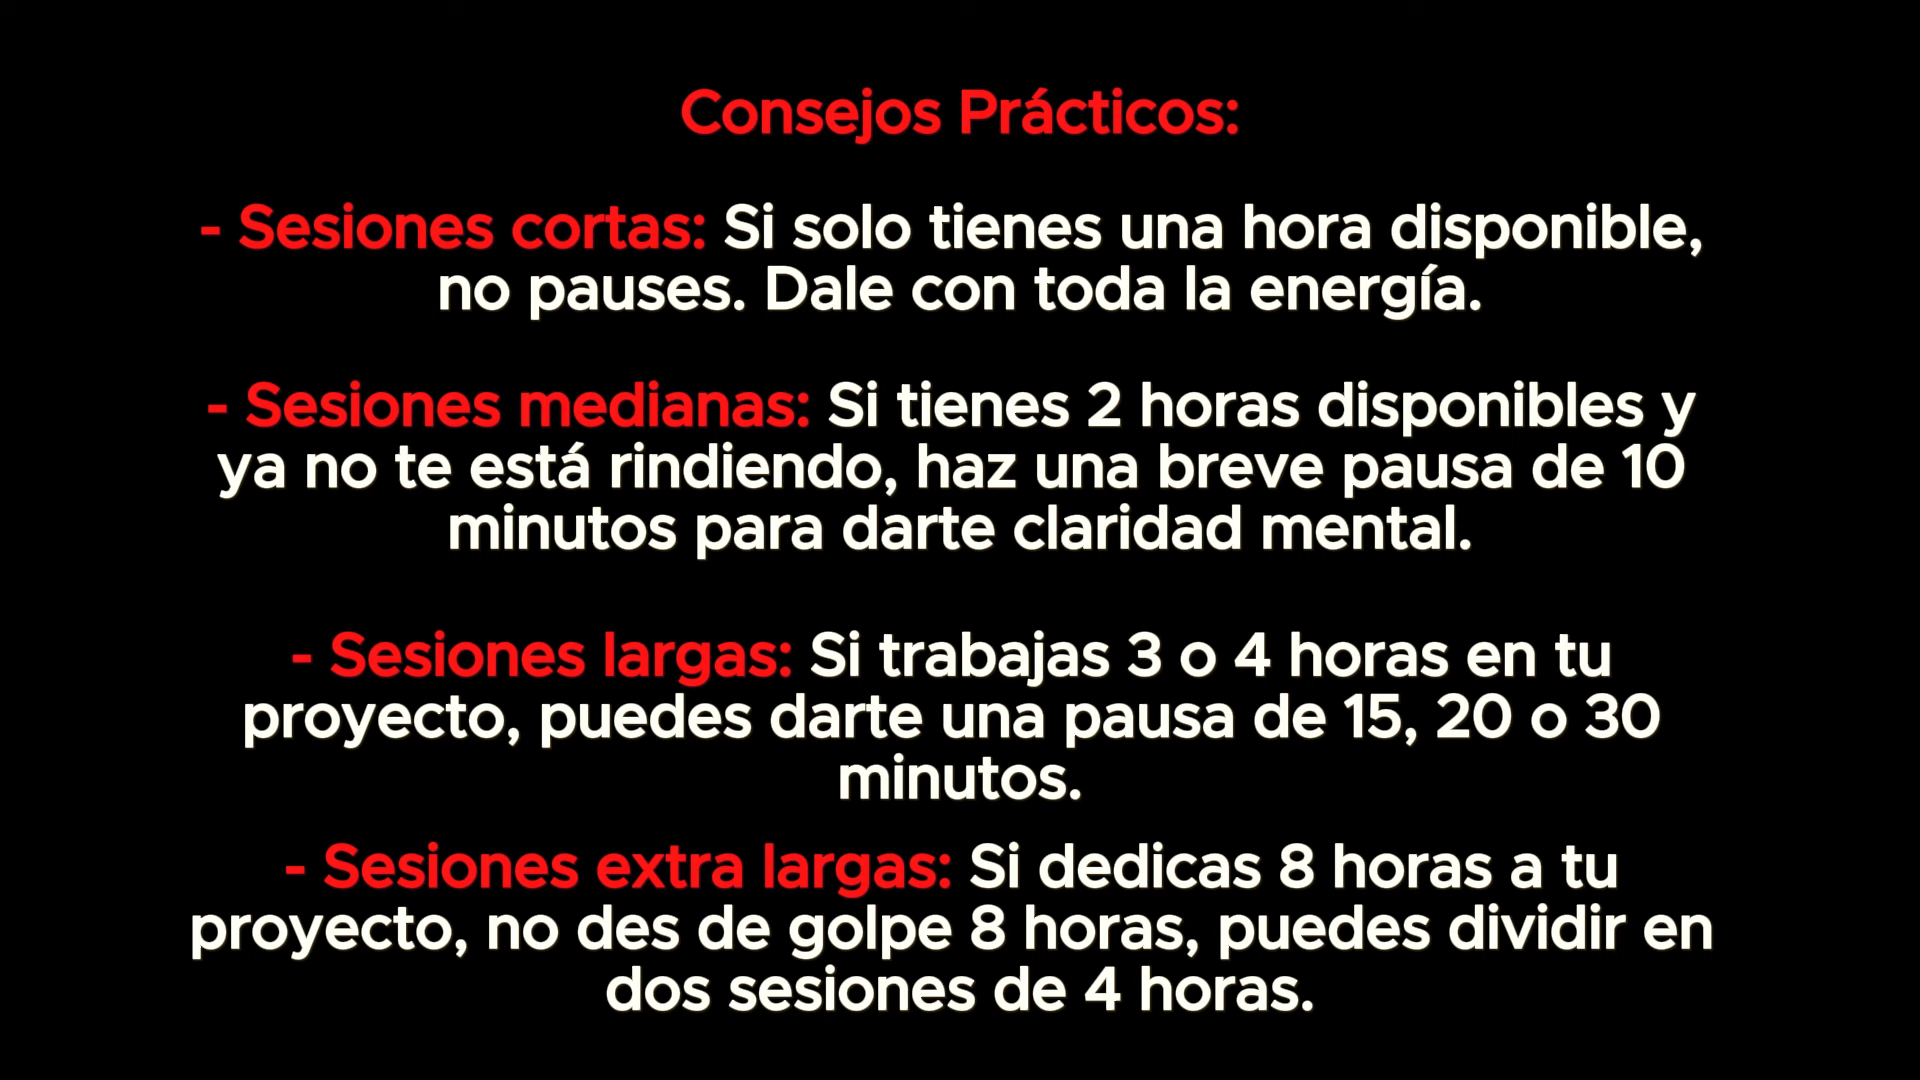 Consejos Prácticos:
- Sesiones cortas: Si solo tienes una hora disponible,
no pauses. Dale con toda la energía.
- Sesiones medianas: Si tienes 2 horas disponibles y
ya no te está rindiendo, haz una breve pausa de 10
minutos para darte claridad mental.
- Sesiones largas: Si trabajas 3 o 4 horas en tu
proyecto, puedes darte una pausa de 15, 20 o 30
minutos.
- Sesiones extra largas: Si dedicas 8 horas a tu
proyecto, no des de golpe 8 horas, puedes dividir en
dos sesiones de 4 horas.